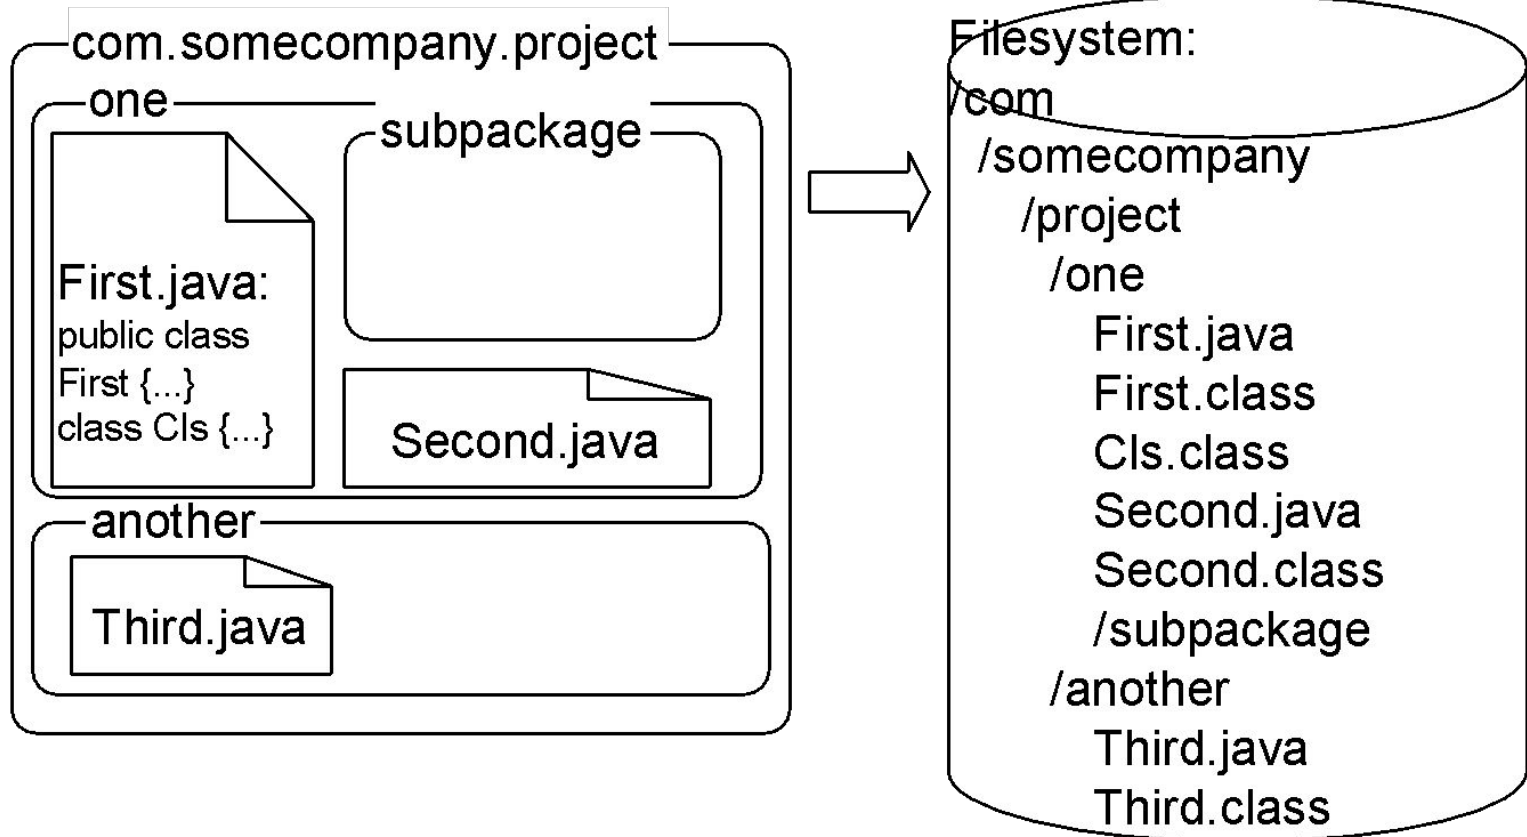 com.somecompany.project
one
subpackage
First.java:
public class
First {...}
class Cls {...}
Second.java
another
Third.java
Filesystem:
/com
/somecompany
/project
/one
First.java
First.class
Cls.class
Second.java
Second.class
/subpackage
/another
Third.java
Third.class